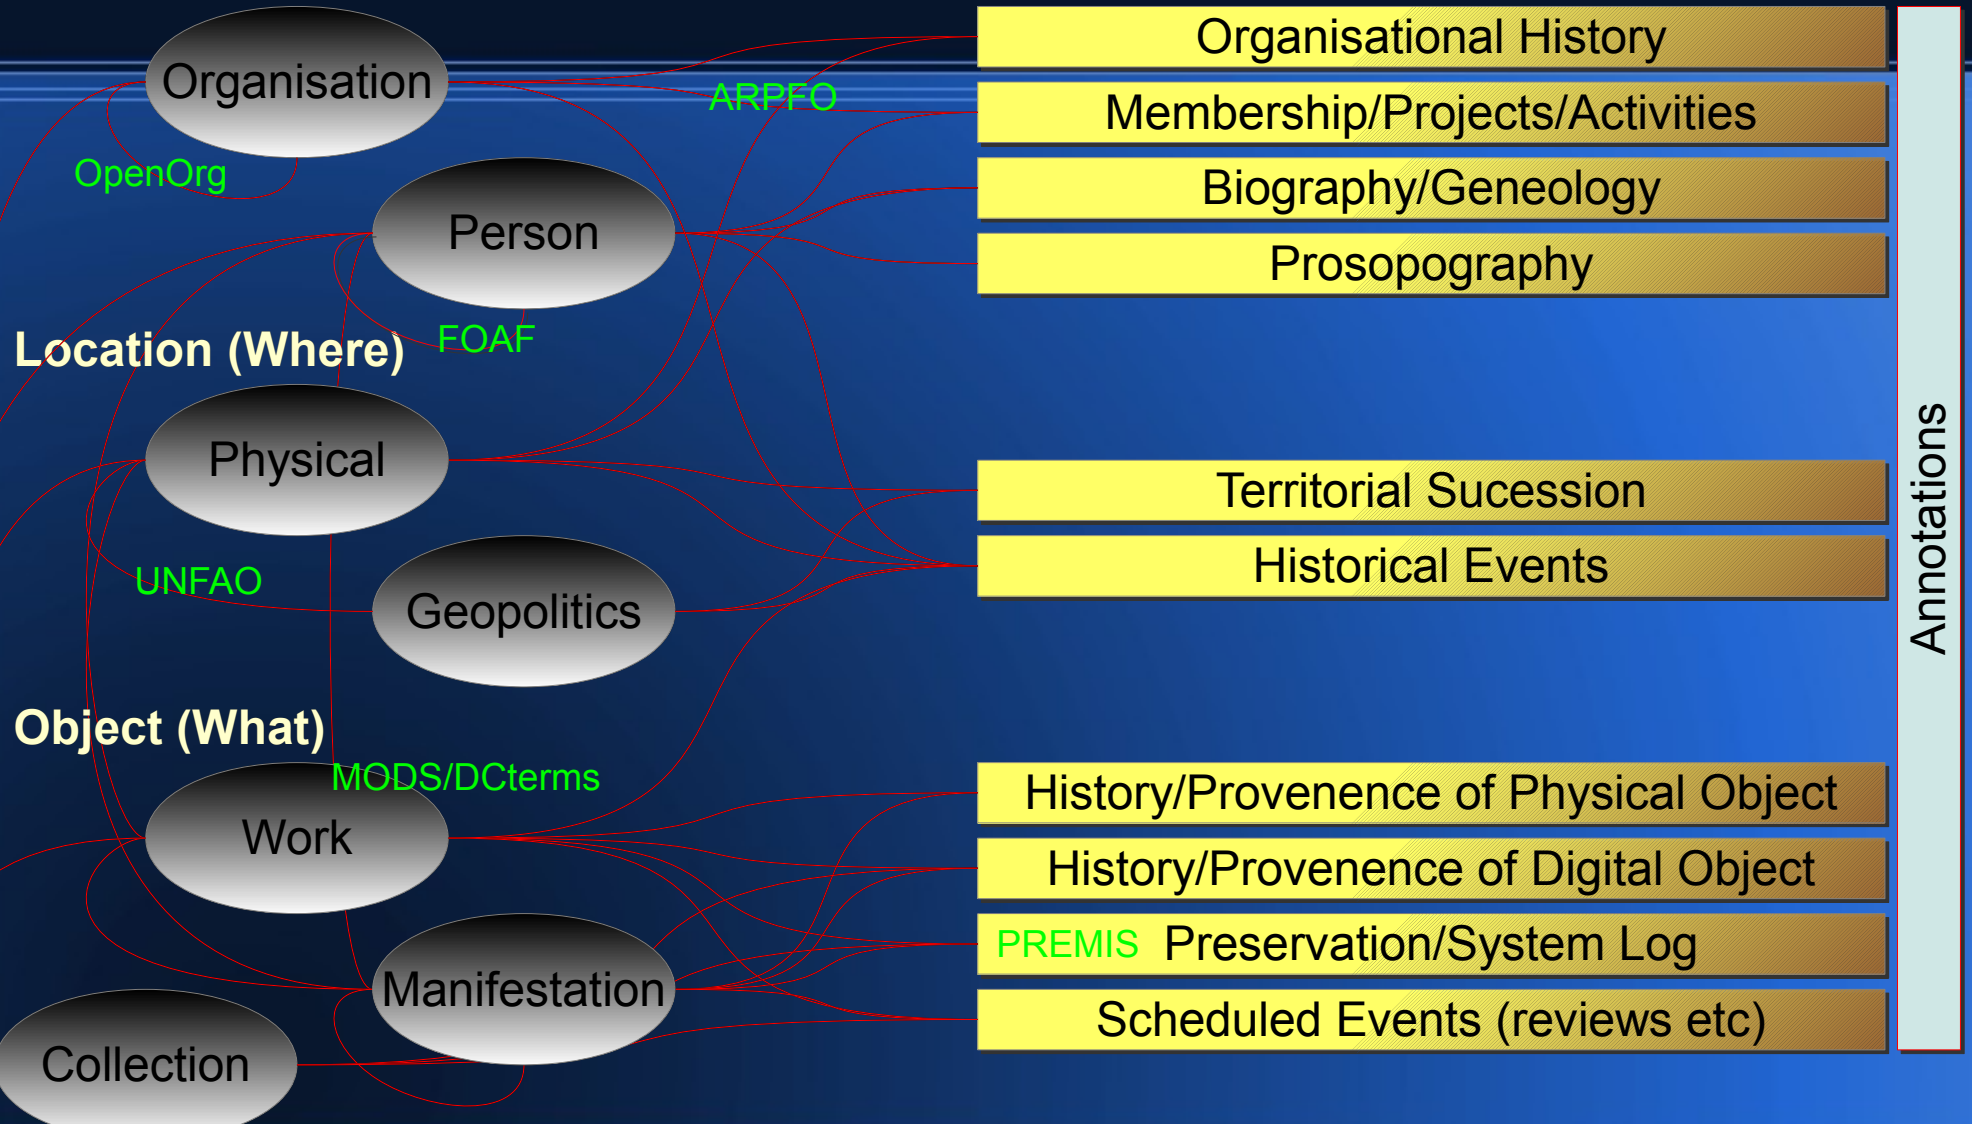 Organisation
OpenOrg
Person
FOAF
Location (Where)
Physical
UNFAO
Geopolitics
Object (What)
MODS/DCterms
Work
Manifestation
Collection
ARPFO
Organisational History
Membership/Projects/Activities
Biography/Geneology
Prosopography
Territorial Sucession
Historical Events
History/Provenence of Physical Object
History/Provenence of Digital Object
PREMIS Preservation/System Log
Scheduled Events (reviews etc)
Annotations